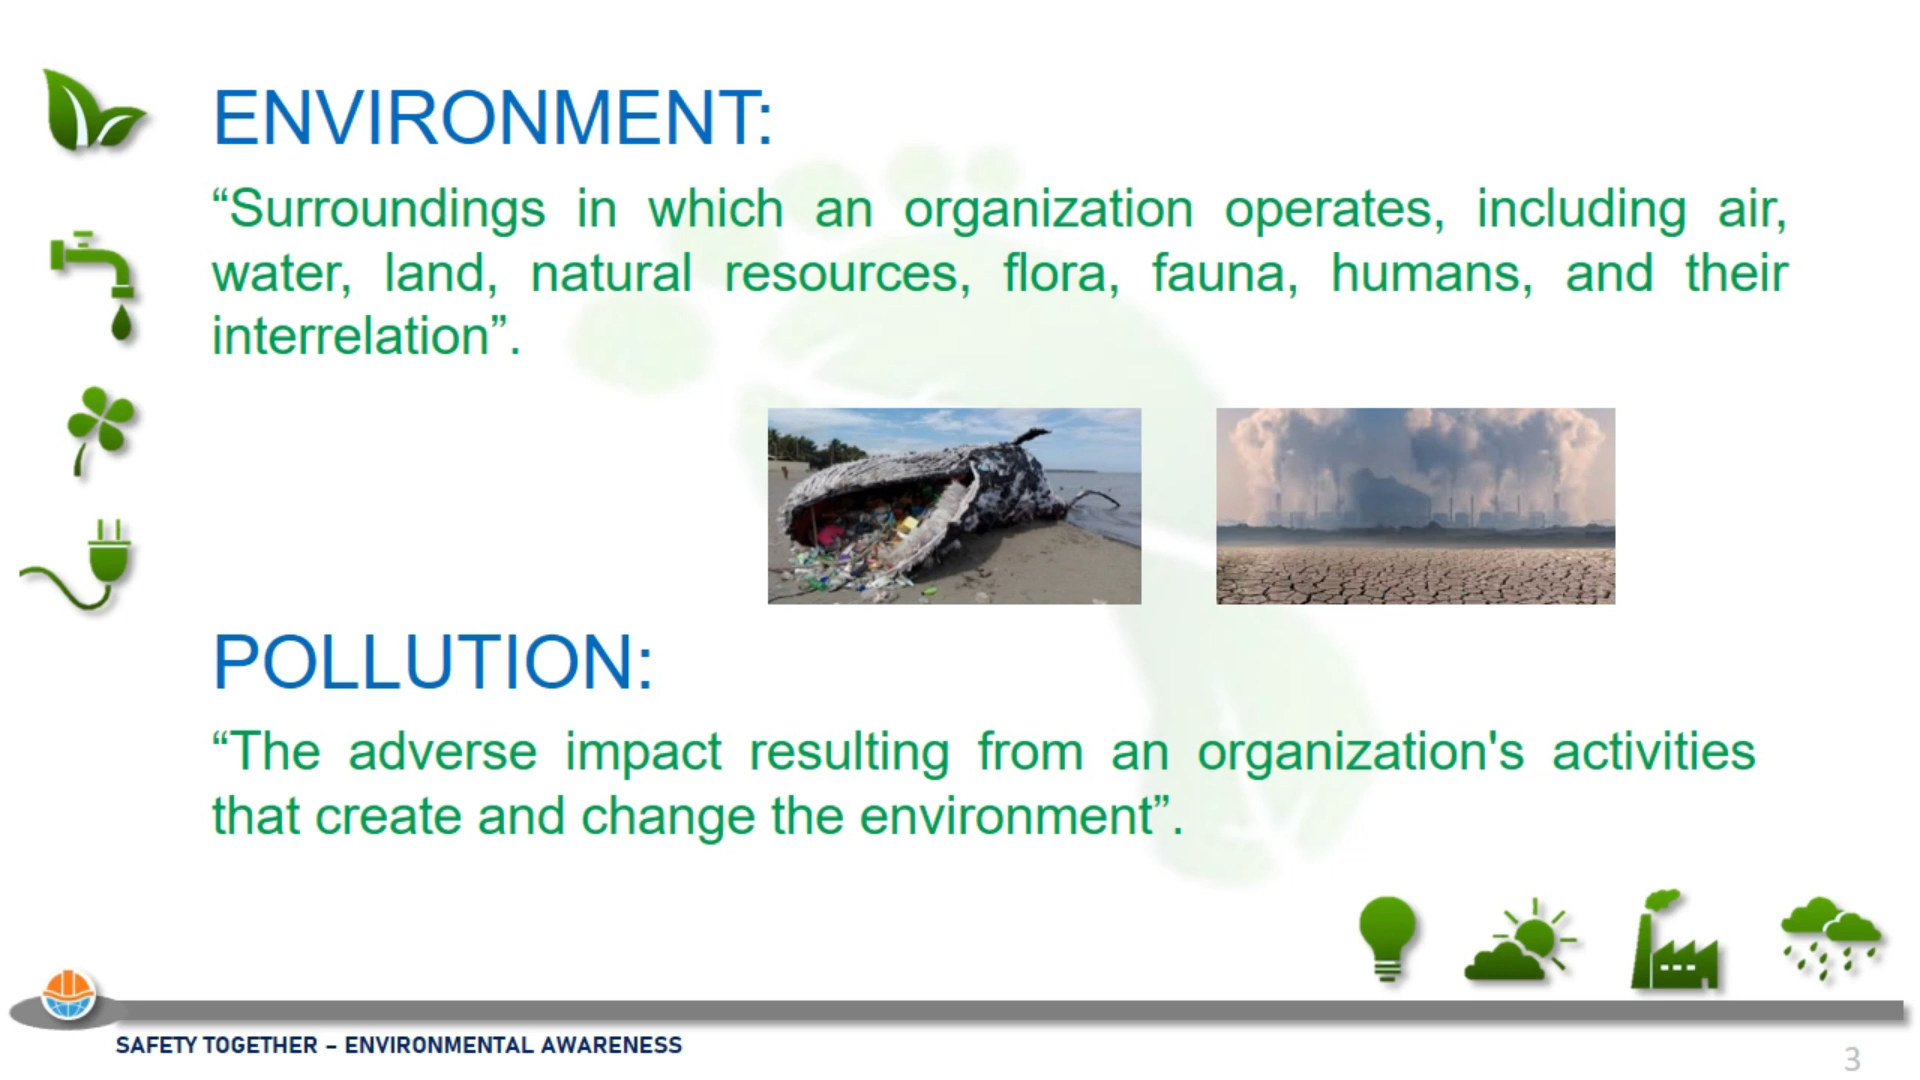 ENVIRONMENT:
“Surroundings in which an organization operates, including air,
water, land, natural resources, flora, fauna, humans, and their
interrelation”.
POLLUTION:
“The adverse impact resulting from an organization's activities
that create and change the environment”.
SAFETY TOGETHER – ENVIRONMENTAL AWARENESS
3